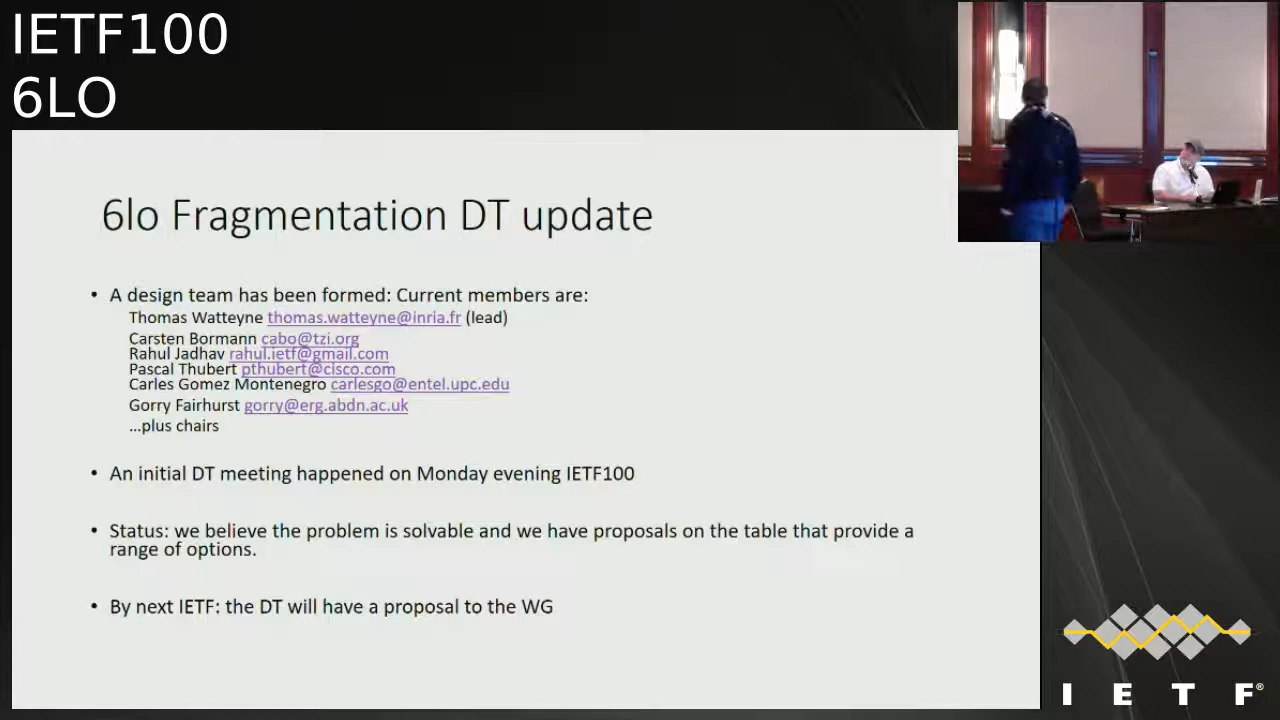 IETF100
6LO
6lo Fragmentation DT update
• A design team has been formed: Current members are:
Thomas Watteyne thomas.watteyne@inria.fr (lead)
Carsten Bormann cabo@tzi.org
Rahul Jadhav rahul.ietf@gmail.com
Pascal Thubert pthubert@cisco.com
Carles Gomez Montenegro carlesgo@entel.upc.edu
Gorry Fairhurst gorry@erg.abdn.ac.uk
...plus chairs
• An initial DT meeting happened on Monday evening IETF100
• Status: we believe the problem is solvable and we have proposals on the table that provide a
range of options.
• By next IETF: the DT will have a proposal to the WG
I E T F®